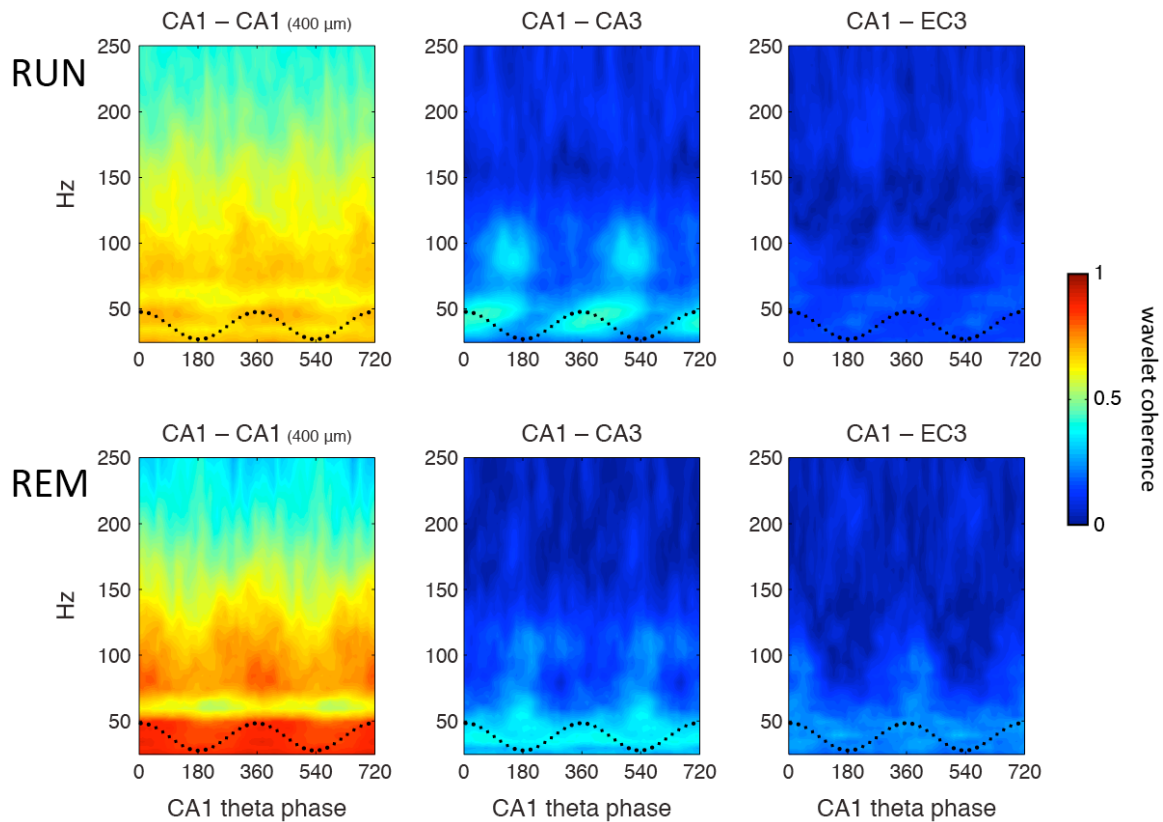 CA1 – CA1 (400 μm) CA1 – CA3 CA1 – EC3
RUN
250 250 250
200 200 200
150 150 150
Hz
100 100 100
50 50 50
0 180 360 540 720 0 180 360 540 720 0 180 360 540 720
1
0.5
0
wavelet coherence
CA1 – CA1 (400 μm) CA1 – CA3 CA1 – EC3
REM
250 250 250
200 200 200
150 150 150
Hz
100 100 100
50 50 50
0 180 360 540 720 0 180 360 540 720 0 180 360 540 720
CA1 theta phase CA1 theta phase CA1 theta phase